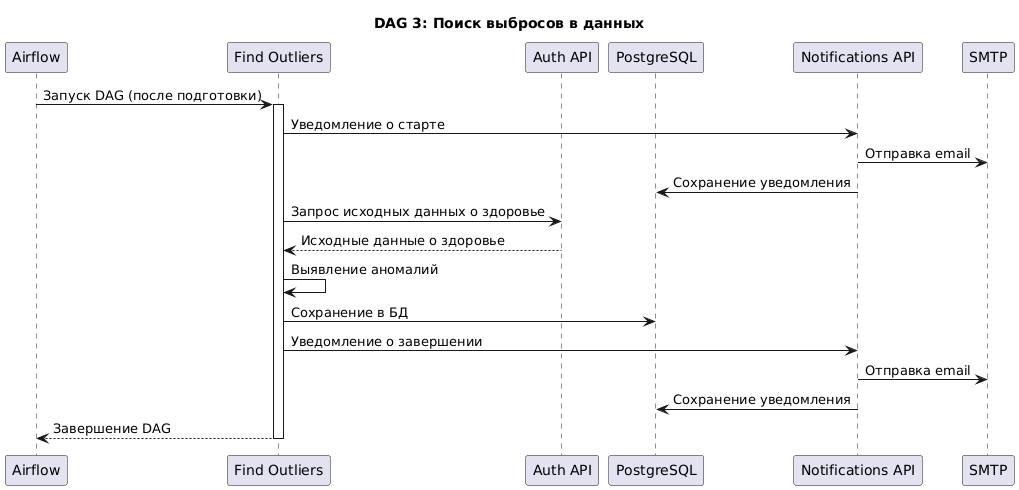 DAG 3: Поиск выбросов в данных
Airflow
Find Outliers
Auth API
PostgreSQL
Notifications API
SMTP
Запуск DAG (после подготовки)
Уведомление о старте
Отправка email
Сохранение уведомления
Запрос исходных данных о здоровье
Исходные данные о здоровье
Выявление аномалий
Сохранение в БД
Уведомление о завершении
Отправка email
Сохранение уведомления
Завершение DAG
Airflow
Find Outliers
Auth API
PostgreSQL
Notifications API
SMTP